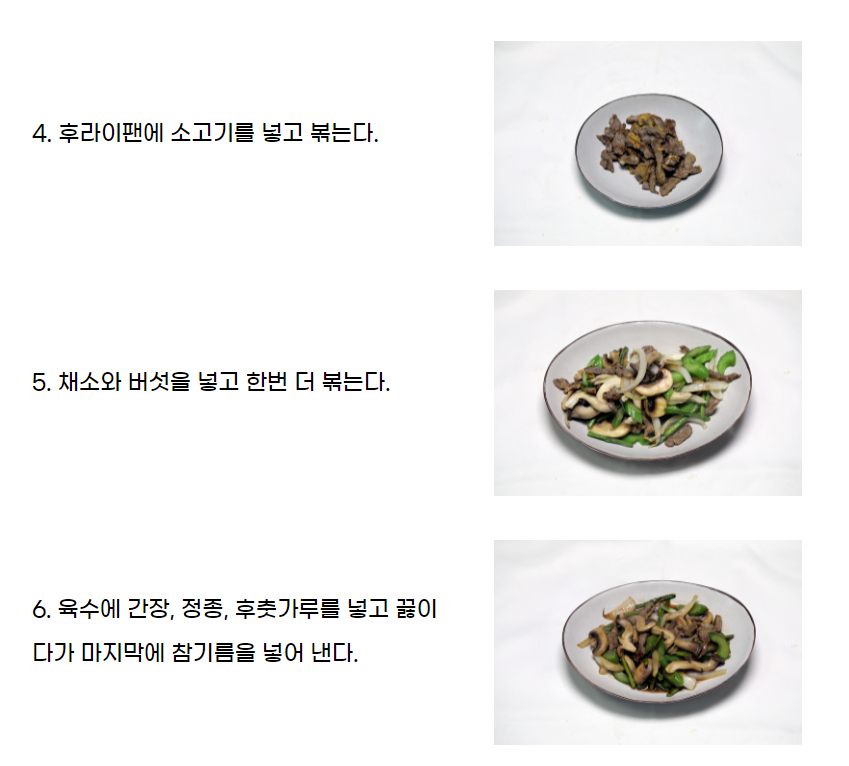 4. 후라이팬에 소고기를 넣고 볶는다.
5. 채소와 버섯을 넣고 한번 더 볶는다.
6. 육수에 간장, 정종, 후춧가루를 넣고 끓이
다가 마지막에 참기름을 넣어 낸다.